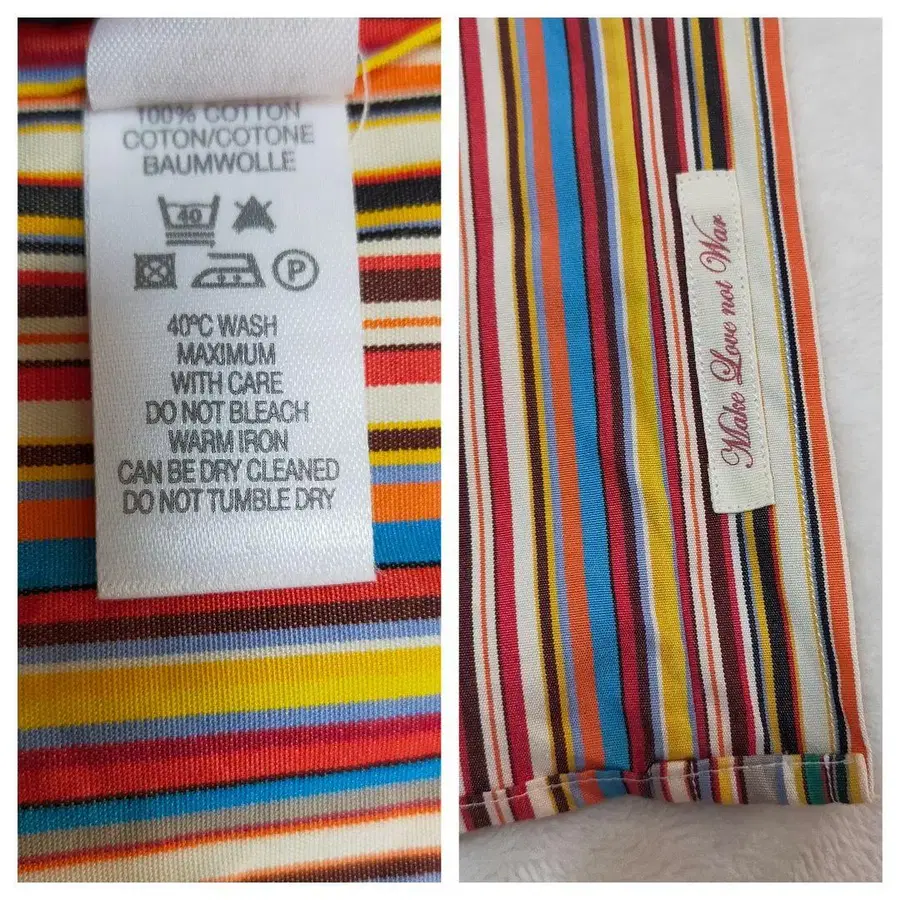 100% COTTON
COTON/COTONE
BAUMWOLLE
40
P
40ºC WASH
MAXIMUM
WITH CARE
DO NOT BLEACH
WARM IRON
CAN BE DRY CLEANED
DO NOT TUMBLE DRY
Make Love not War